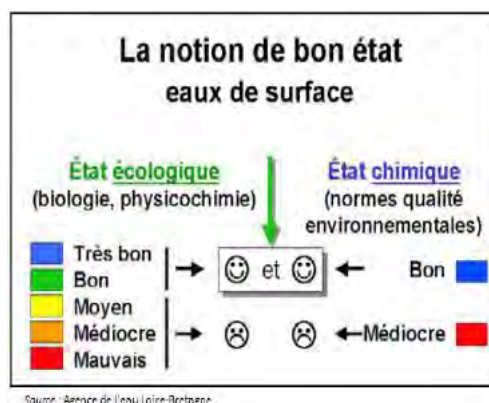 La notion de bon état
eaux de surface
État écologique
(biologie, physicochimie)
État chimique
(normes qualité
environnementales)
Très bon
Bon
Moyen
Médiocre
Mauvais
et
Bon
Médiocre
Source : Agence de l'eau Loire-Bretagne